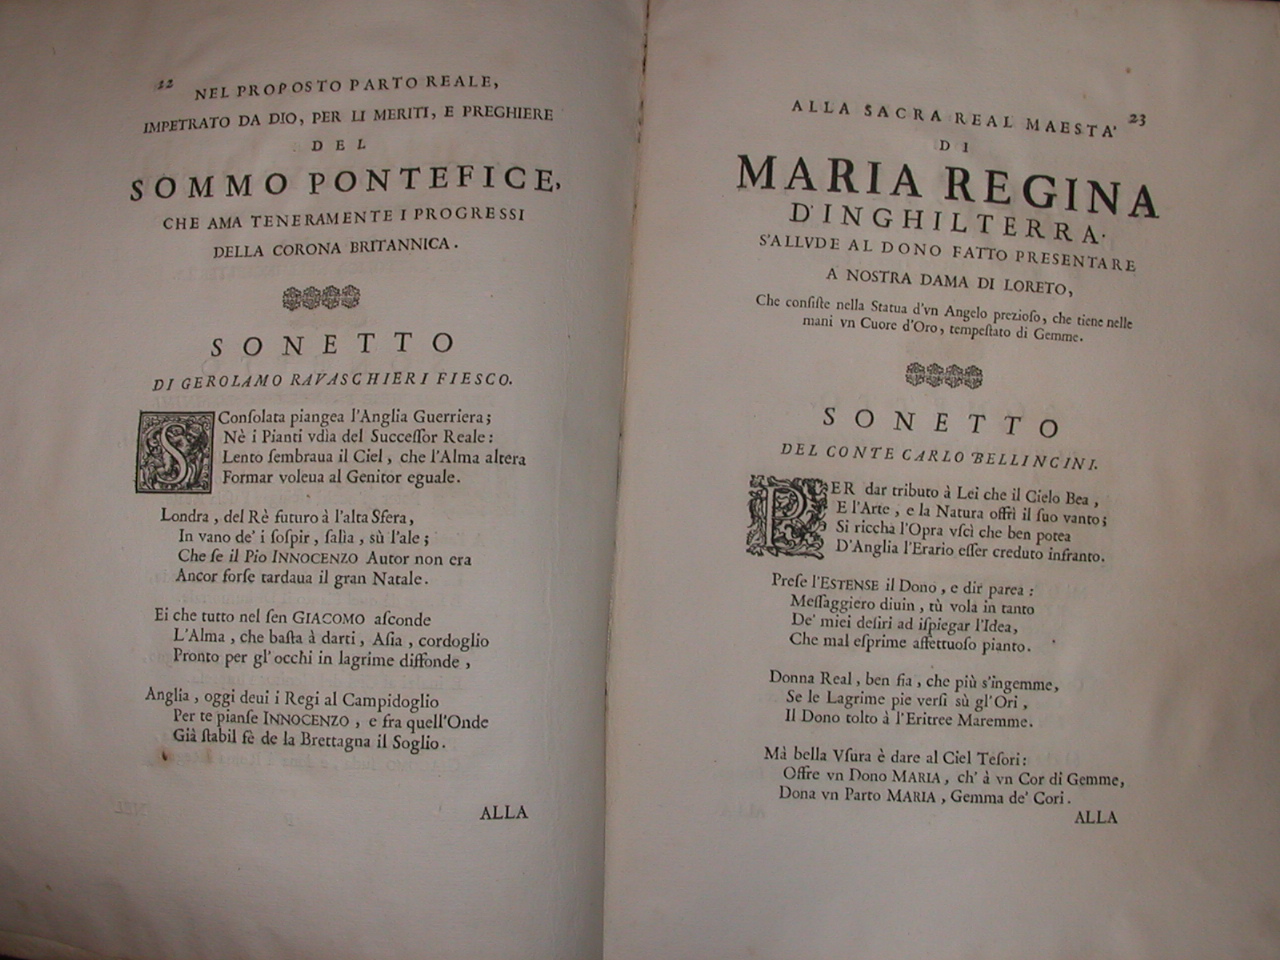 22
NEL PROPOSTO PARTO REALE,
IMPETRATO DA DIO, PER LI MERITI, E PREGHIERE
DEL
SOMMO PONTEFICE,
CHE AMA TENERAMENTE I PROGRESSI
DELLA CORONA BRITANNICA.
SONETTO
DI GEROLAMO RAVASCHIERI FIESCO.
SConſolata piangea l'Anglia Guerriera;
Nè i Pianti vdia del Succeſſor Reale:
Lento ſembraua il Ciel, che l'Alma altera
Formar voleua al Genitor eguale.
Londra, del Rè futuro à l'alta Sfera,
In vano de' i ſoſpir, ſalia, sù l'ale;
Che ſe il Pio INNOCENZO Autor non era
Ancor forſe tardaua il gran Natale.
Ei che tutto nel ſen GIACOMO aſconde
L'Alma, che baſta à darti, Aſia, cordoglio
Pronto per gl'occhi in lagrime diffonde,
Anglia, oggi deui i Regi al Campidoglio
Per te pianſe INNOCENZO, e fra quell'Onde
Già ſtabil fè de la Brettagna il Soglio.
ALLA
23
ALLA SACRA REAL MAESTA'
DI
MARIA REGINA
D'INGHILTERRA.
S'ALLVDE AL DONO FATTO PRESENTARE
A NOSTRA DAMA DI LORETO,
Che conſiſte nella Statua d'vn Angelo prezioſo, che tiene nelle
mani vn Cuore d'Oro, tempeſtato di Gemme.
SONETTO
DEL CONTE CARLO BELLINCINI.
PER dar tributo à Lei che il Cielo Bea,
E l'Arte, e la Natura offrì il ſuo vanto;
Sì riccha l'Opra vſcì che ben potea
D'Anglia l'Erario eſſer creduto infranto.
Preſe l'ESTENSE il Dono, e dir parea:
Meſſaggiero diuin, tù vola in tanto
De' miei deſiri ad iſpiegar l'Idea,
Che mal eſprime affettuoſo pianto.
Donna Real, ben ſia, che più s'ingemme,
Se le Lagrime pie verſi sù gl'Ori,
Il Dono tolto à l'Eritree Maremme.
Mà bella Vſura è dare al Ciel Teſori:
Offre vn Dono MARIA, ch' à vn Cor di Gemme,
Dona vn Parto MARIA, Gemma de' Cori.
ALLA